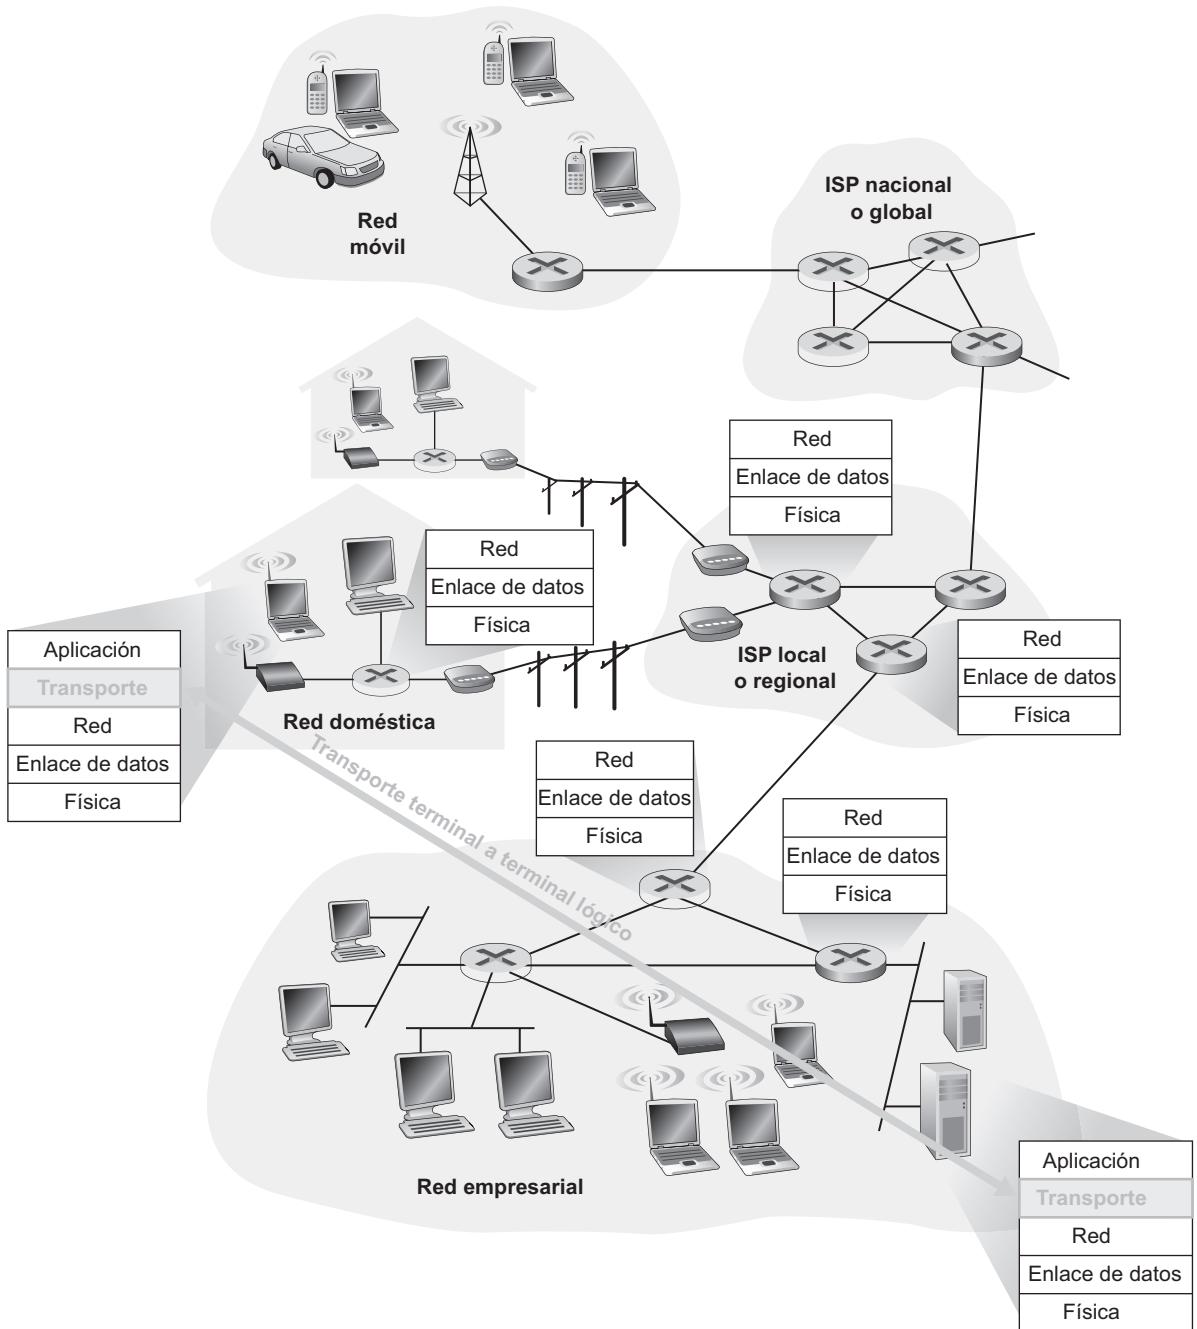 ISP nacional
o global
Red
móvil
Red
Enlace de datos
Física
Red
Enlace de datos
Física
Aplicación
Transporte
Red
Enlace de datos
Física
Red doméstica
ISP local
o regional
Red
Enlace de datos
Física
Transporte terminal a terminal lógico
Red
Enlace de datos
Física
Red
Enlace de datos
Física
Red empresarial
Aplicación
Transporte
Red
Enlace de datos
Física